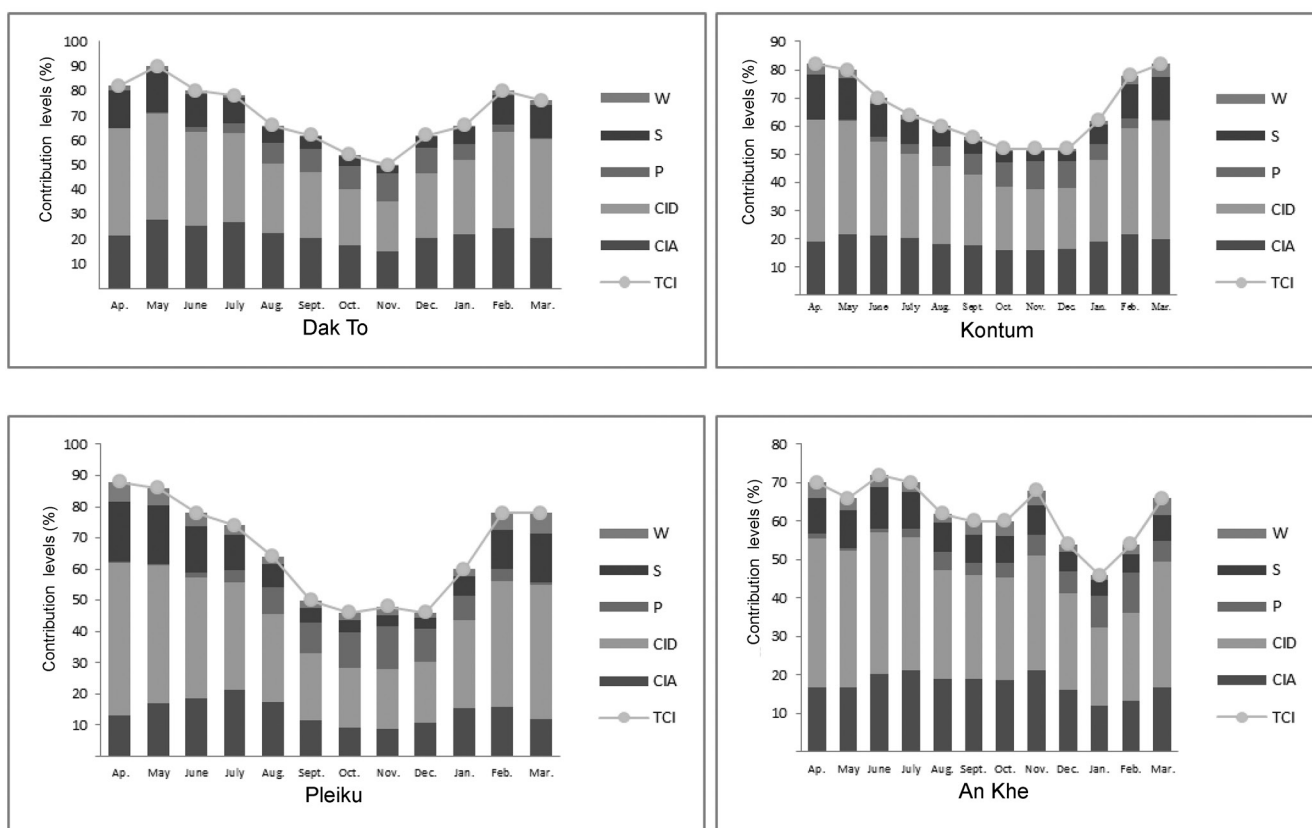 Contribution levels (%)
100
90
80
70
60
50
40
30
20
10
Ap. May June July Aug. Sept. Oct. Nov. Dec. Jan. Feb. Mar.
Dak To
W
S
P
CID
CIA
TCI
Contribution levels (%)
90
80
70
60
50
40
30
20
10
Ap. May June July Aug. Sept. Oct. Nov. Dec. Jan. Feb. Mar.
Kontum
W
S
P
CID
CIA
TCI
Contribution levels (%)
100
90
80
70
60
50
40
30
20
10
Ap. May June July Aug. Sept. Oct. Nov. Dec. Jan. Feb. Mar.
Pleiku
W
S
P
CID
CIA
TCI
Contribution levels (%)
80
70
60
50
40
30
20
10
Ap. May June July Aug. Sept. Oct. Nov. Dec. Jan. Feb. Mar.
An Khe
W
S
P
CID
CIA
TCI